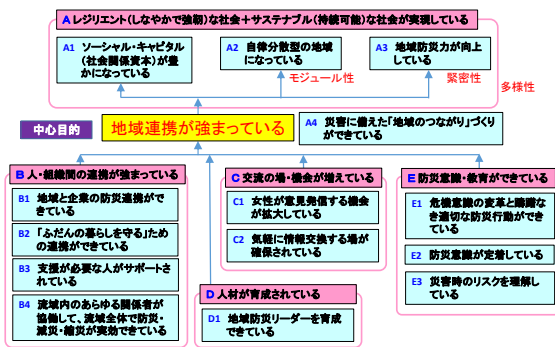 A レジリエント(しなやかで強靭)な社会+サステナブル(持続可能)な社会が実現している
A1 ソーシャル・キャピタル
(社会関係資本)が豊
かになっている
A2 自律分散型の地域
になっている
A3 地域防災力が向上
している
モジュール性
緊密性
多様性
中心目的
地域連携が強まっている
A4 災害に備えた「地域のつながり」づくり
ができている
B 人・組織間の連携が強まっている
B1 地域と企業の防災連携がで
きている
B2 「ふだんの暮らしを守る」ため
の連携ができている
B3 支援が必要な人がサポートさ
れている
B4 流域内のあらゆる関係者が
協働して、流域全体で防災・
減災・縮災が実効できている
C 交流の場・機会が増えている
C1 女性が意見発信する機会
が拡大している
C2 気軽に情報交換する場が
確保されている
D 人材が育成されている
D1 地域防災リーダーを育成
できている
E 防災意識・教育ができている
E1 危機意識の変革と躊躇な
き適切な防災行動ができ
ている
E2 防災意識が定着している
E3 災害時のリスクを理解して
いる